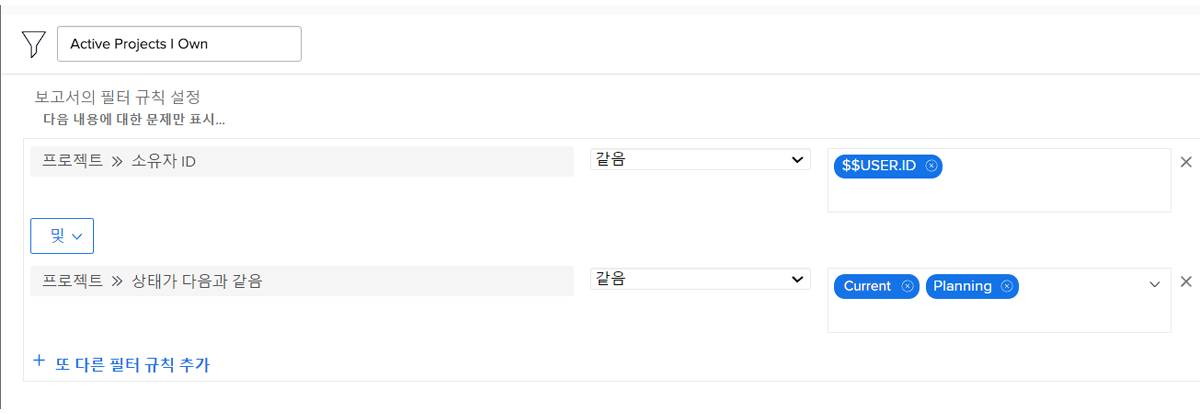 Active Projects I Own
보고서의 필터 규칙 설정
다음 내용에 대한 문제만 표시...
프로젝트 >> 소유자 ID 같음 $$USER.ID
및
프로젝트 >> 상태가 다음과 같음 같음 Current Planning
+ 또 다른 필터 규칙 추가